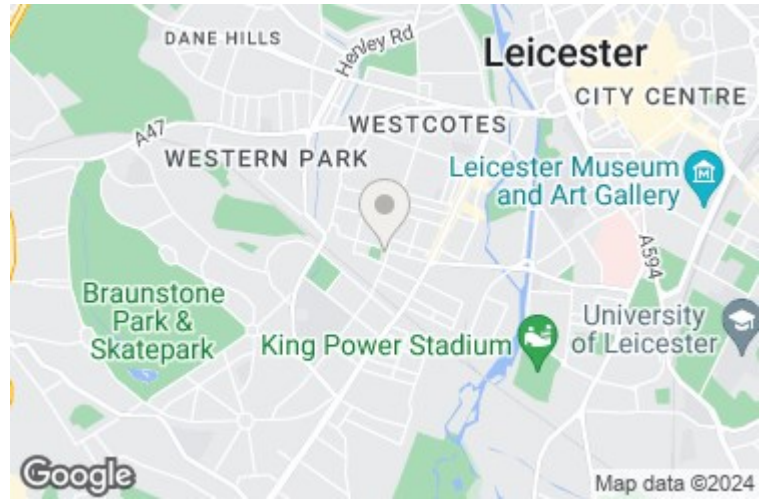 DANE HILLS
Henley Rd
Leicester
CITY CENTRE
A47
WESTCOTES
WESTERN PARK
Leicester Museum
and Art Gallery
A594
Braunstone
Park &
Skatepark
King Power Stadium
University
of Leicester
Google
Map data ©2024